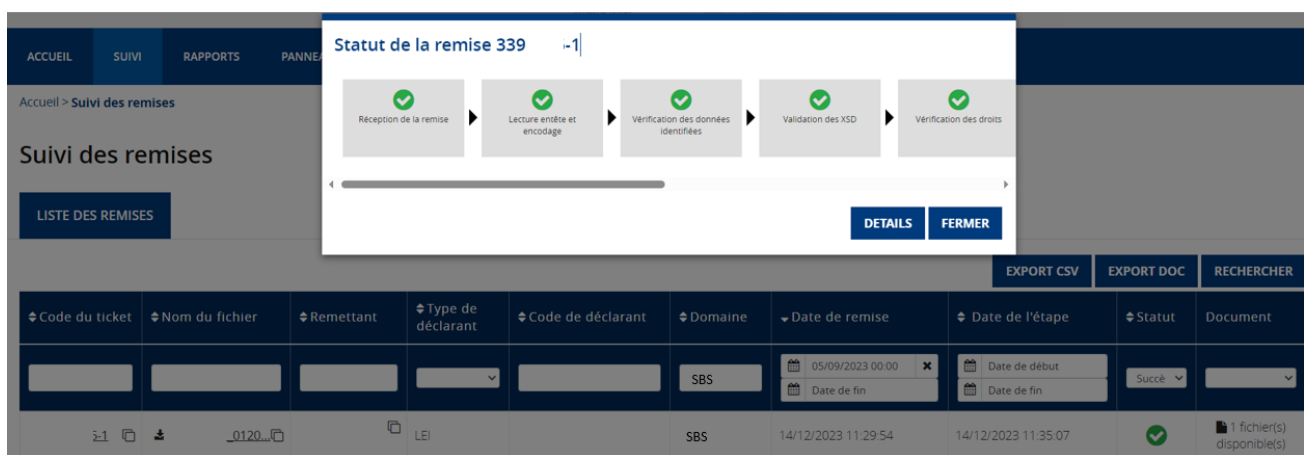 Statut de la remise 339 -1
ACCUEIL SUIVI RAPPORTS PANNEA
Réception de la remise
Lecture entête et
encodage
Vérification des données
identifiées
Validation des XSD
Vérification des droits
Accueil > Suivi des remises
Suivi des remises
LISTE DES REMISES
DETAILS FERMER
EXPORT CSV EXPORT DOC RECHERCHER
Code du ticket Nom du fichier Remettant Type de
déclarant Code de déclarant Domaine Date de remise Date de l'étape Statut Document
SBS 05/09/2023 00:00 Date de début Succè
Date de fin Date de fin
-1 _0120... LEI SBS 14/12/2023 11:29:54 14/12/2023 11:35:07 1 fichier(s)
disponible(s)